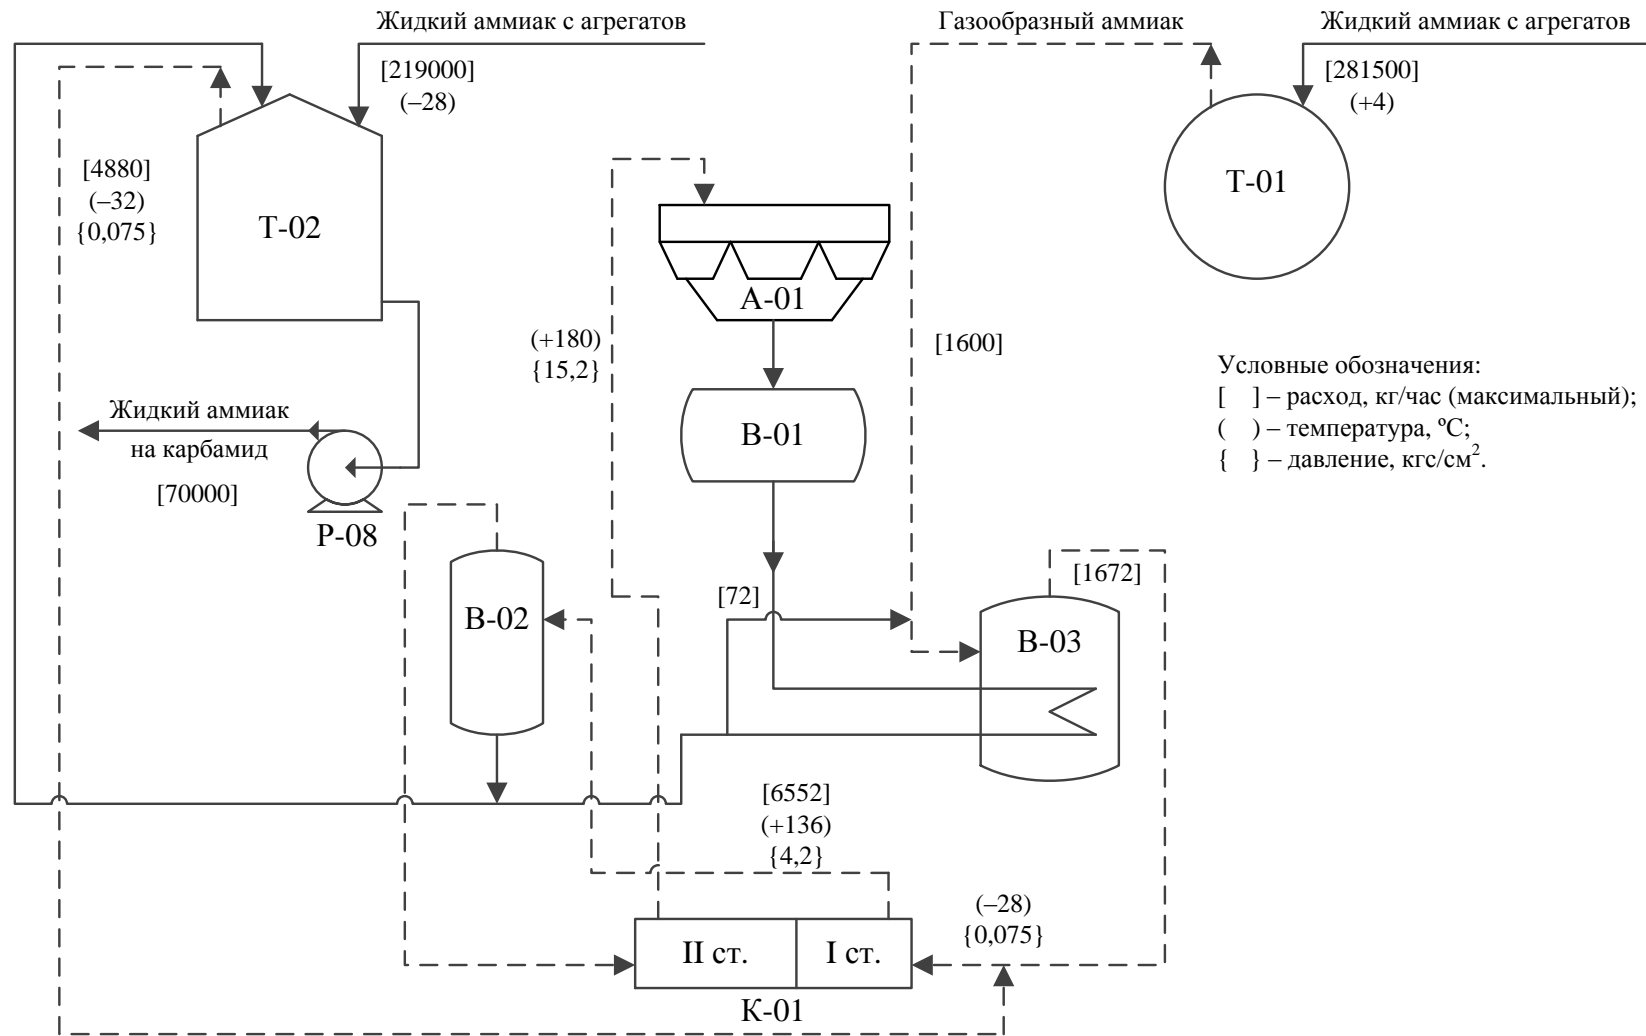 Жидкий аммиак с агрегатов
[219000]
(–28)
Газообразный аммиак
Жидкий аммиак с агрегатов
[281500]
(+4)
[4880]
(–32)
{0,075}
Т-02
Т-01
А-01
(+180)
{15,2}
[1600]
Условные обозначения:
[ ] – расход, кг/час (максимальный);
( ) – температура, ºС;
{ } – давление, кгс/см².
Жидкий аммиак
на карбамид
[70000]
Р-08
В-01
В-02
[72]
[1672]
В-03
[6552]
(+136)
{4,2}
(–28)
{0,075}
II ст.
I ст.
К-01